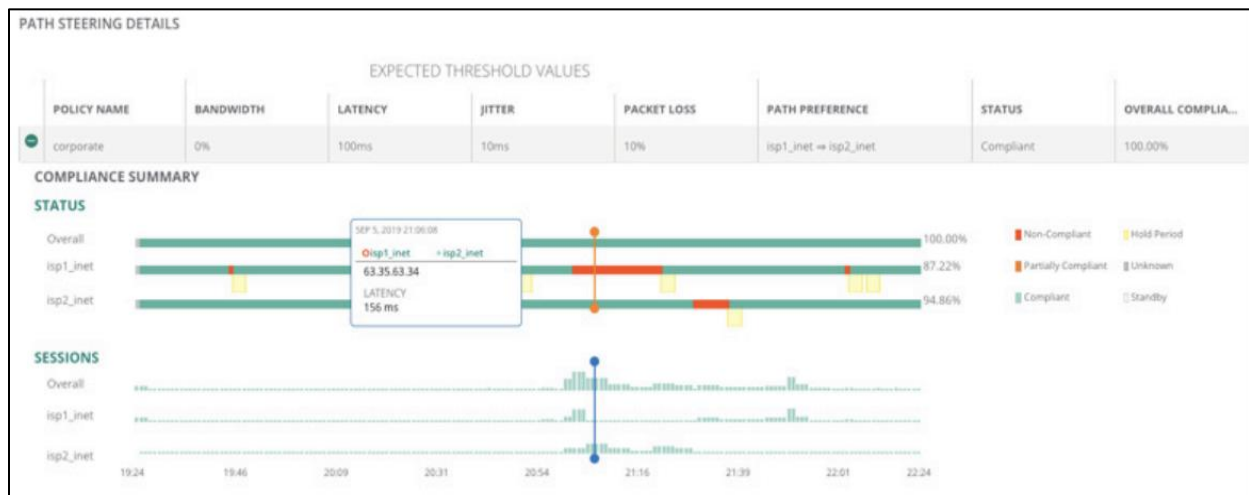 PATH STEERING DETAILS
EXPECTED THRESHOLD VALUES
POLICY NAME BANDWIDTH LATENCY JITTER PACKET LOSS PATH PREFERENCE STATUS OVERALL COMPLIA...
corporate 0% 100ms 10ms 10% isp1_inet ⇒ isp2_inet Compliant 100.00%
COMPLIANCE SUMMARY
STATUS
Overall 100.00%
isp1_inet 87.22%
isp2_inet 94.86%
SEP 5, 2019 21:06:08
isp1_inet isp2_inet
63.35.63.34
LATENCY
156 ms
Non-Compliant Hold Period
Partially Compliant Unknown
Compliant Standby
SESSIONS
Overall
isp1_inet
isp2_inet
19:24 19:46 20:09 20:31 20:54 21:16 21:39 22:01 22:24